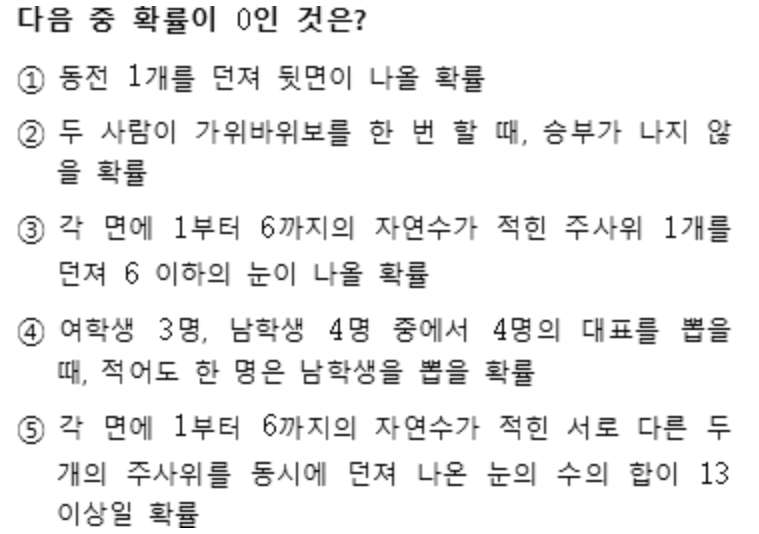 다음 중 확률이 0인 것은?
① 동전 1개를 던져 뒷면이 나올 확률
② 두 사람이 가위바위보를 한 번 할 때, 승부가 나지 않
을 확률
③ 각 면에 1부터 6까지의 자연수가 적힌 주사위 1개를
던져 6 이하의 눈이 나올 확률
④ 여학생 3명, 남학생 4명 중에서 4명의 대표를 뽑을
때, 적어도 한 명은 남학생을 뽑을 확률
⑤ 각 면에 1부터 6까지의 자연수가 적힌 서로 다른 두
개의 주사위를 동시에 던져 나온 눈의 수의 합이 13
이상일 확률